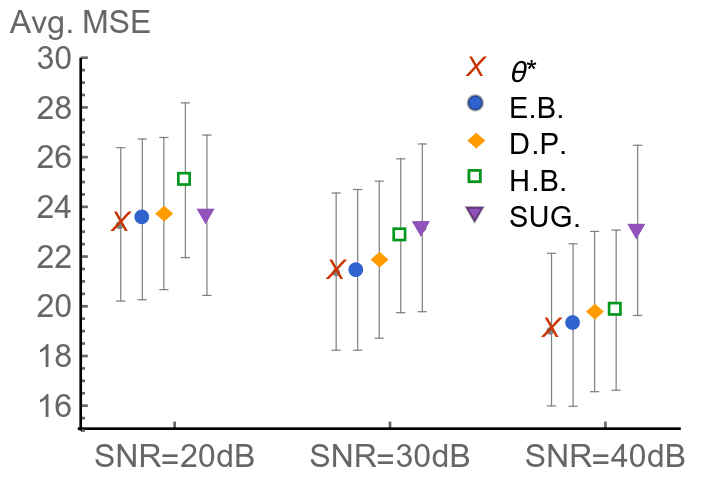 Avg. MSE
30
28
26
24
22
20
18
16
θ*
E.B.
D.P.
H.B.
SUG.
SNR=20dB SNR=30dB SNR=40dB